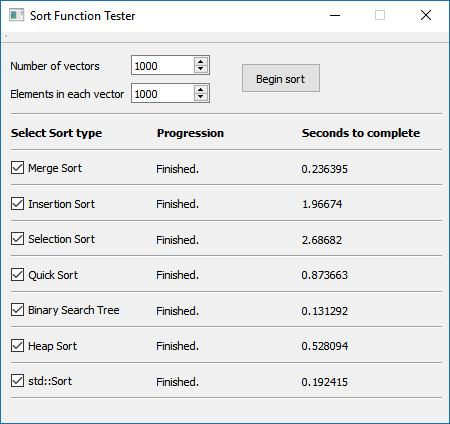 Sort Function Tester
Number of vectors 1000
Begin sort
Elements in each vector 1000
Select Sort type Progression Seconds to complete
Merge Sort Finished. 0.236395
Insertion Sort Finished. 1.96674
Selection Sort Finished. 2.68682
Quick Sort Finished. 0.873663
Binary Search Tree Finished. 0.131292
Heap Sort Finished. 0.528094
std::Sort Finished. 0.192415